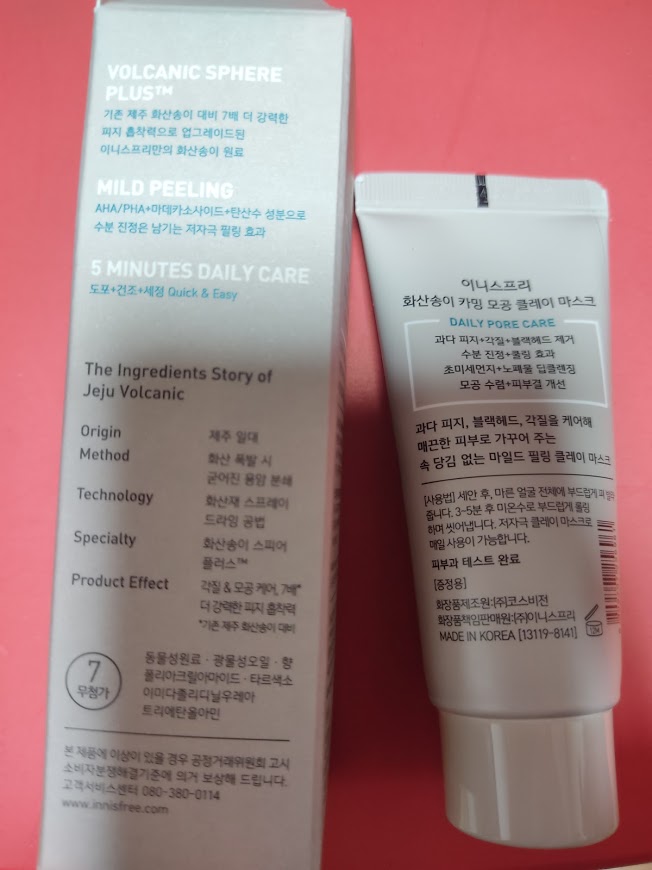 VOLCANIC SPHERE
PLUS™
기존 제주 화산송이 대비 7배 더 강력한
피지 흡착력으로 업그레이드된
이니스프리만의 화산송이 원료
MILD PEELING
AHA/PHA+마데카소사이드+탄산수 성분으로
수분 진정은 남기는 저자극 필링 효과
5 MINUTES DAILY CARE
도포+건조+세정 Quick & Easy
The Ingredients Story of
Jeju Volcanic
Origin 제주 일대
Method 화산 폭발 시
굳어진 용암 분쇄
Technology 화산재 스프레이
드라잉 공법
Specialty 화산송이 스피어
플러스™
Product Effect 각질 & 모공 케어, 7배*
더 강력한 피지 흡착력
*기존 제주 화산송이 대비
7
무첨가
동물성원료 · 광물성오일 · 향
폴리아크릴아마이드 · 타르색소
이미다졸리디닐우레아
트리에탄올아민
본 제품에 이상이 있을 경우 공정거래위원회 고시
소비자분쟁해결기준에 의거 보상해 드립니다.
고객서비스센터 080-380-0114
www.innisfree.com
이니스프리
화산송이 카밍 모공 클레이 마스크
DAILY PORE CARE
과다 피지+각질+블랙헤드 제거
수분 진정+쿨링 효과
초미세먼지+노폐물 딥클렌징
모공 수렴+피부결 개선
과다 피지, 블랙헤드, 각질을 케어해
매끈한 피부로 가꾸어 주는
속 당김 없는 마일드 필링 클레이 마스크
[사용법] 세안 후, 마른 얼굴 전체에 부드럽게 펴
줍니다. 3~5분 후 미온수로 부드럽게 롤링
하며 씻어냅니다. 저자극 클레이 마스크로
매일 사용이 가능합니다.
피부과 테스트 완료
[증정용]
화장품제조원:(주)코스비전
화장품책임판매원:(주)이니스프리
MADE IN KOREA [13119-8141]
12M